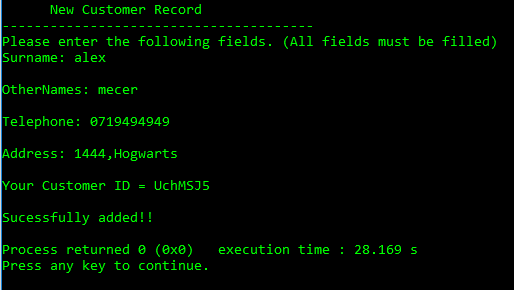 New Customer Record
---------------------------------------
Please enter the following fields. (All fields must be filled)
Surname: alex
OtherNames: mecer
Telephone: 0719494949
Address: 1444,Hogwarts
Your Customer ID = UchMSJ5
Sucessfully added!!
Process returned 0 (0x0)   execution time : 28.169 s
Press any key to continue.